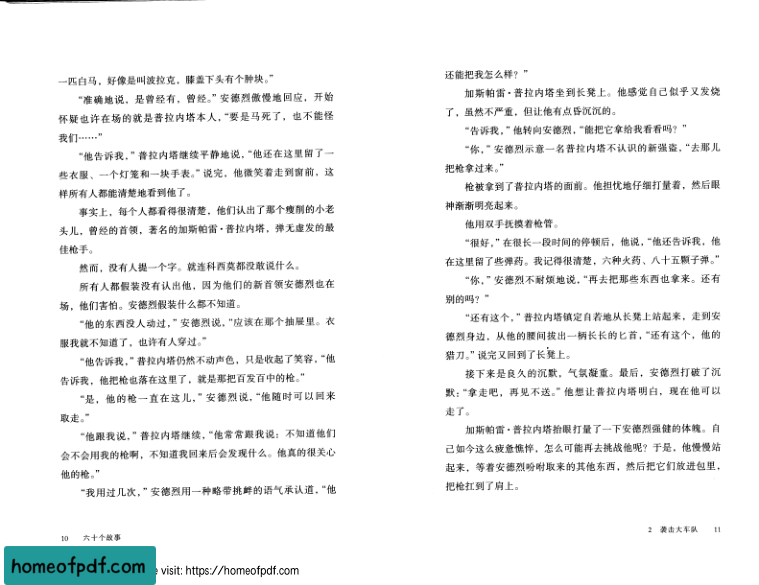 一匹白马，好像是叫波拉克，膝盖下头有个肿块。”
“准确地说，是曾经有，曾经。”安德烈傲慢地回应，开始
怀疑也许在场的就是普拉内塔本人，“要是马死了，也不能怪
我们……”
“他告诉我，”普拉内塔继续平静地说，“他还在这里留了一
些衣服、一个灯笼和一块手表。”说完，他微笑着走到窗前，这
样所有人都能清楚地看到他了。
事实上，每个人都看得很清楚，他们认出了那个瘦削的小老
头儿，曾经的首领，著名的加斯帕雷·普拉内塔，弹无虚发的最
佳枪手。
然而，没有人提一个字。就连科西莫都没敢说什么。
所有人都假装没有认出他，因为他们的新首领安德烈也在
场，他们害怕。安德烈假装什么都不知道。
“他的东西没人动过，”安德烈说，“应该在那个抽屉里。衣
服我就不知道了，也许有人穿过。”
“他告诉我，”普拉内塔仍然不动声色，只是收起了笑容，“他
告诉我，他把枪也落在这里了，就是那把百发百中的枪。”
“是，他的枪一直在这儿，”安德烈说，“他随时可以回来
取走。”
“他跟我说，”普拉内塔继续，“他常常跟我说：不知道他们
会不会用我的枪啊，不知道我回来后会发现什么。他真的很关心
他的枪。”
“我用过几次，”安德烈用一种略带挑衅的语气承认道，“他
10 六十个故事
还能把我怎么样？”
加斯帕雷·普拉内塔坐到长凳上。他感觉自己似乎又发烧
了，虽然不严重，但让他有点昏沉沉的。
“告诉我，”他转向安德烈，“能把它拿给我看看吗？”
“你，”安德烈示意一名普拉内塔不认识的新强盗，“去那儿
把枪拿过来。”
枪被拿到了普拉内塔的面前。他担忧地仔细打量着，然后眼
神渐渐明亮起来。
他用双手抚摸着枪管。
“很好，”在很长一段时间的停顿后，他说，“他还告诉我，他
在这里留了些弹药。我记得很清楚，六种火药、八十五颗子弹。”
“你，”安德烈不耐烦地说，“再去把那些东西也拿来。还有
别的吗？”
“还有这个，”普拉内塔镇定自若地从长凳上站起来，走到安
德烈身边，从他的腰间拔出一柄长长的匕首，“还有这个，他的
猎刀。”说完又回到了长凳上。
接下来是良久的沉默，气氛凝重。最后，安德烈打破了沉
默：“拿走吧，再见不送。”他想让普拉内塔明白，现在他可以
走了。
加斯帕雷·普拉内塔抬眼打量了一下安德烈强健的体魄。自
己如今这么疲惫憔悴，怎么可能再去挑战他呢？于是，他慢慢站
起来，等着安德烈吩咐取来的其他东西，然后把它们放进包里，
把枪扛到了肩上。
2 袭击大车队 11
homeofpdf.com
e visit: https://homeofpdf.com